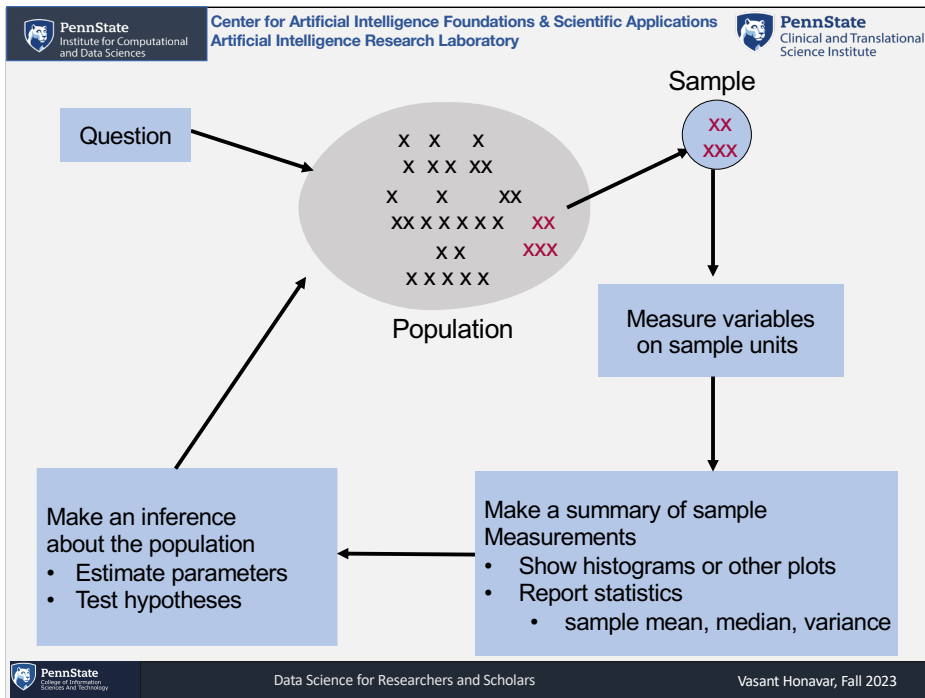 PennState
Institute for Computational
and Data Sciences
Center for Artificial Intelligence Foundations & Scientific Applications
Artificial Intelligence Research Laboratory
PennState
Clinical and Translational
Science Institute
Sample
xx
xxx
Question
x x x
x x x xx
x x xx
xx x x x x x xx
x x xxx
x x x x x
Population
Measure variables
on sample units
Make an inference
about the population
• Estimate parameters
• Test hypotheses
Make a summary of sample
Measurements
• Show histograms or other plots
• Report statistics
• sample mean, median, variance
PennState
College of Information
Sciences And Technology
Data Science for Researchers and Scholars
Vasant Honavar, Fall 2023